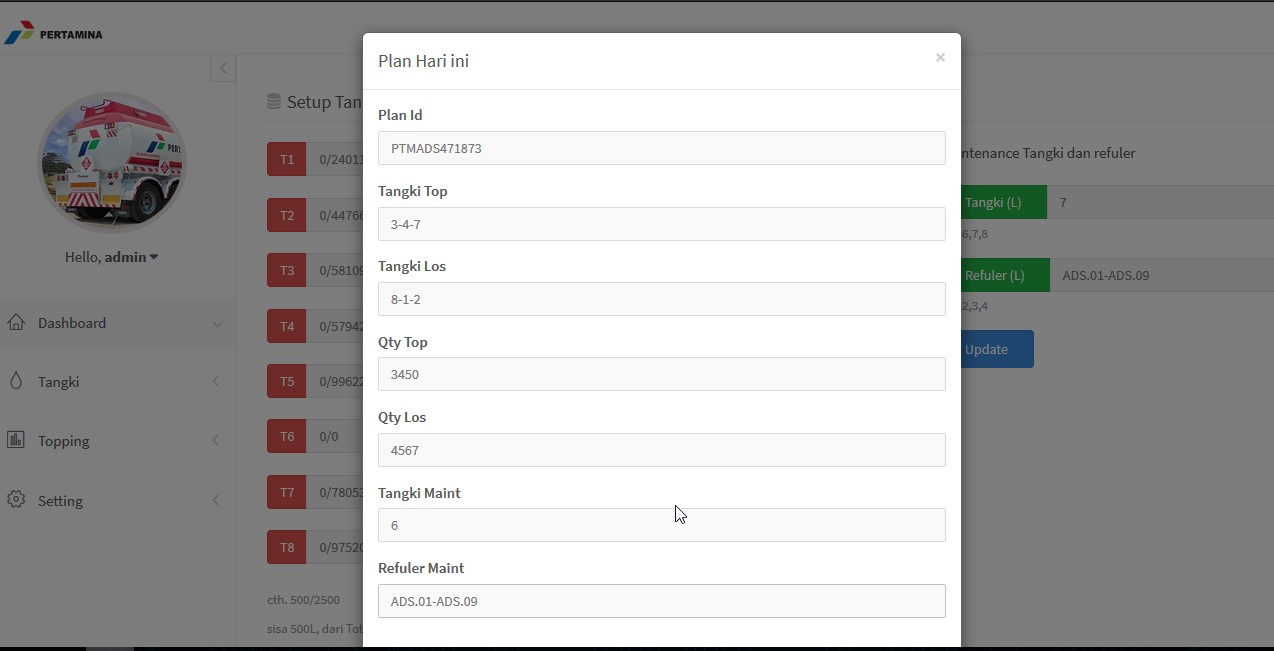 PERTAMINA
Hello, admin
Dashboard
Tangki
Topping
Setting
Setup Tan
T1 0/24011
T2 0/44766
T3 0/58109
T4 0/57942
T5 0/99622
T6 0/0
T7 0/78053
T8 0/97520
cth. 500/2500
sisa 500L, dari Tot
Plan Hari ini
×
Plan Id
PTMADS471873
Tangki Top
3-4-7
Tangki Los
8-1-2
Qty Top
3450
Qty Los
4567
Tangki Maint
6
Refuler Maint
ADS.01-ADS.09
ntenance Tangki dan refuler
Tangki (L) 7
6,7,8
Refuler (L) ADS.01-ADS.09
2,3,4
Update